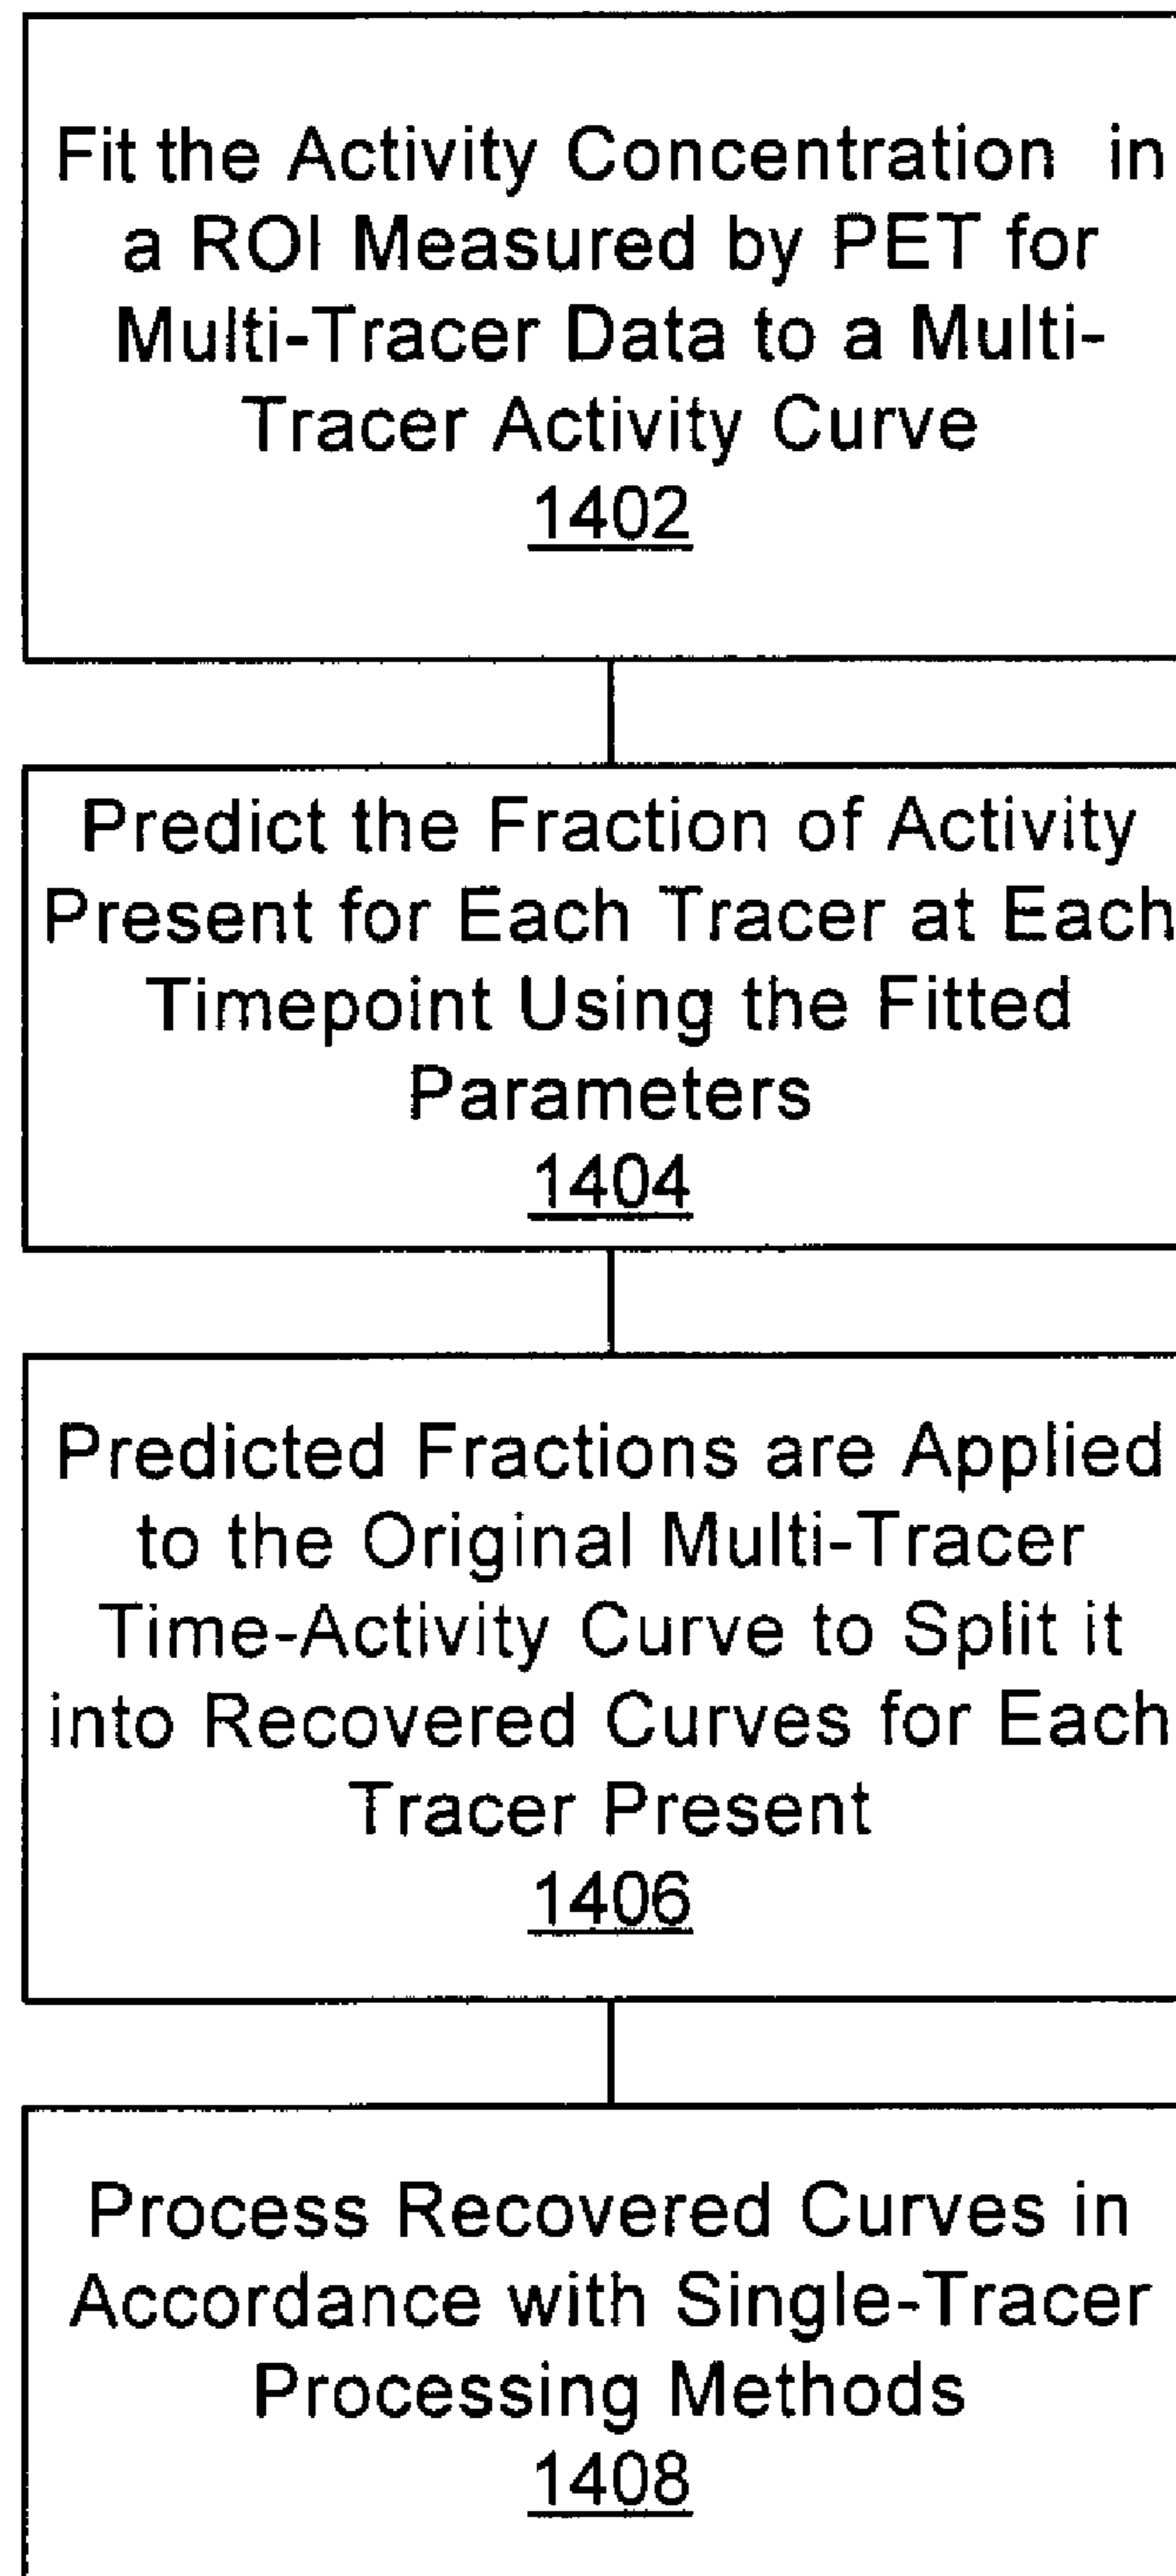 Fit the Activity Concentration in
a ROI Measured by PET for
Multi-Tracer Data to a Multi-
Tracer Activity Curve
1402
Predict the Fraction of Activity
Present for Each Tracer at Each
Timepoint Using the Fitted
Parameters
1404
Predicted Fractions are Applied
to the Original Multi-Tracer
Time-Activity Curve to Split it
into Recovered Curves for Each
Tracer Present
1406
Process Recovered Curves in
Accordance with Single-Tracer
Processing Methods
1408